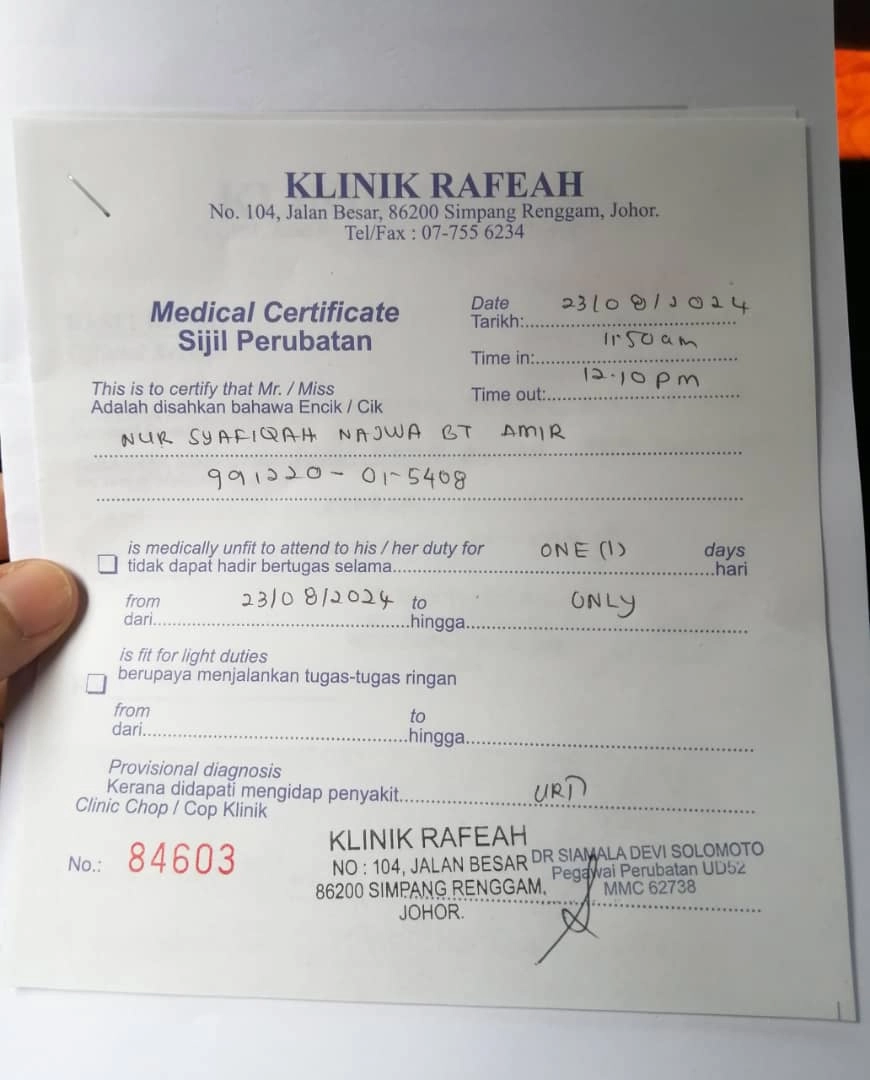 KLINIK RAFEAH
No. 104, Jalan Besar, 86200 Simpang Renggam, Johor.
Tel/Fax : 07-755 6234
Medical Certificate
Sijil Perubatan
Date
Tarikh: 23/08/2024
Time in: 11.50 am
Time out: 12.10 pm
This is to certify that Mr. / Miss
Adalah disahkan bahawa Encik / Cik
NUR SYAFIQAH NAJWA BT AMIR
991220-01-5408
is medically unfit to attend to his / her duty for ONE (1) days
tidak dapat hadir bertugas selama hari
from 23/08/2024 to ONLY
dari hingga
is fit for light duties
berupaya menjalankan tugas-tugas ringan
from to
dari hingga
Provisional diagnosis
Kerana didapati mengidap penyakit URTI
Clinic Chop / Cop Klinik
No.: 84603
KLINIK RAFEAH
NO : 104, JALAN BESAR
86200 SIMPANG RENGGAM,
JOHOR.
DR SIAMALA DEVI SOLOMOTO
Pegawai Perubatan UD52
MMC 62738